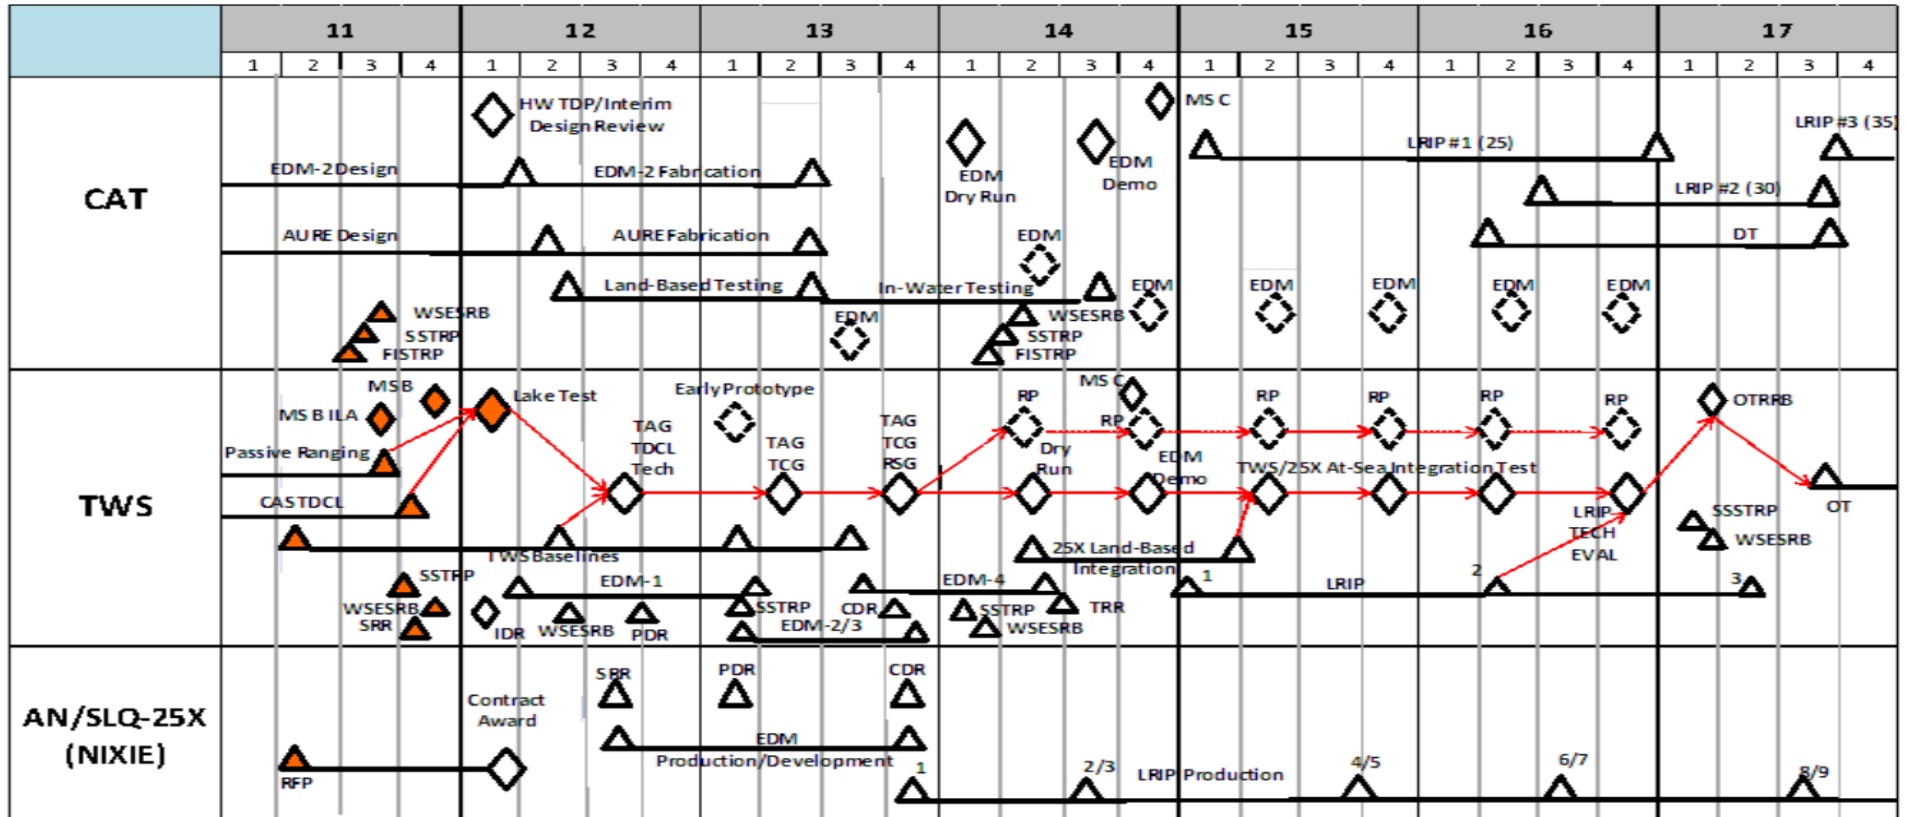 11 12 13 14 15 16 17
1 2 3 4 1 2 3 4 1 2 3 4 1 2 3 4 1 2 3 4 1 2 3 4 1 2 3 4
CAT
HW TDP/Interim
Design Review
MS C
EDM
Dry Run
EDM
Demo
LRIP #1 (25)
LRIP #3 (35)
EDM-2 Design
EDM-2 Fabrication
LRIP #2 (30)
AURE Design
AURE Fabrication
EDM
DT
Land-Based Testing
In-Water Testing
EDM
EDM
EDM
EDM
EDM
EDM
WSESRB
SSTRP
FISTRP
WSESRB
SSTRP
FISTRP
TWS
MSB
MS B ILA
Lake Test
Passive Ranging
CASTDCL
TAG
TDCL
Tech
Early Prototype
TAG
TCG
TAG
TCG
RSG
MS C
RP
RP
RP
RP
RP
RP
Dry
Run
EDM
Demo
TWS/25X At-Sea Integration Test
OTRRB
OT
TWS Baselines
25X Land-Based
Integration
LRIP
TECH
EVAL
SSSTRP
WSESRB
SSTRP
WSESRB
SRR
EDM-1
IDR
WSESRB
PDR
SSTRP
EDM-2/3
CDR
EDM-4
SSTRP
WSESRB
TRR
1
LRIP
2
3
AN/SLQ-25X
(NIXIE)
SRR
PDR
CDR
Contract
Award
RFP
EDM
Production/Development
1
2/3
LRIP Production
4/5
6/7
8/9